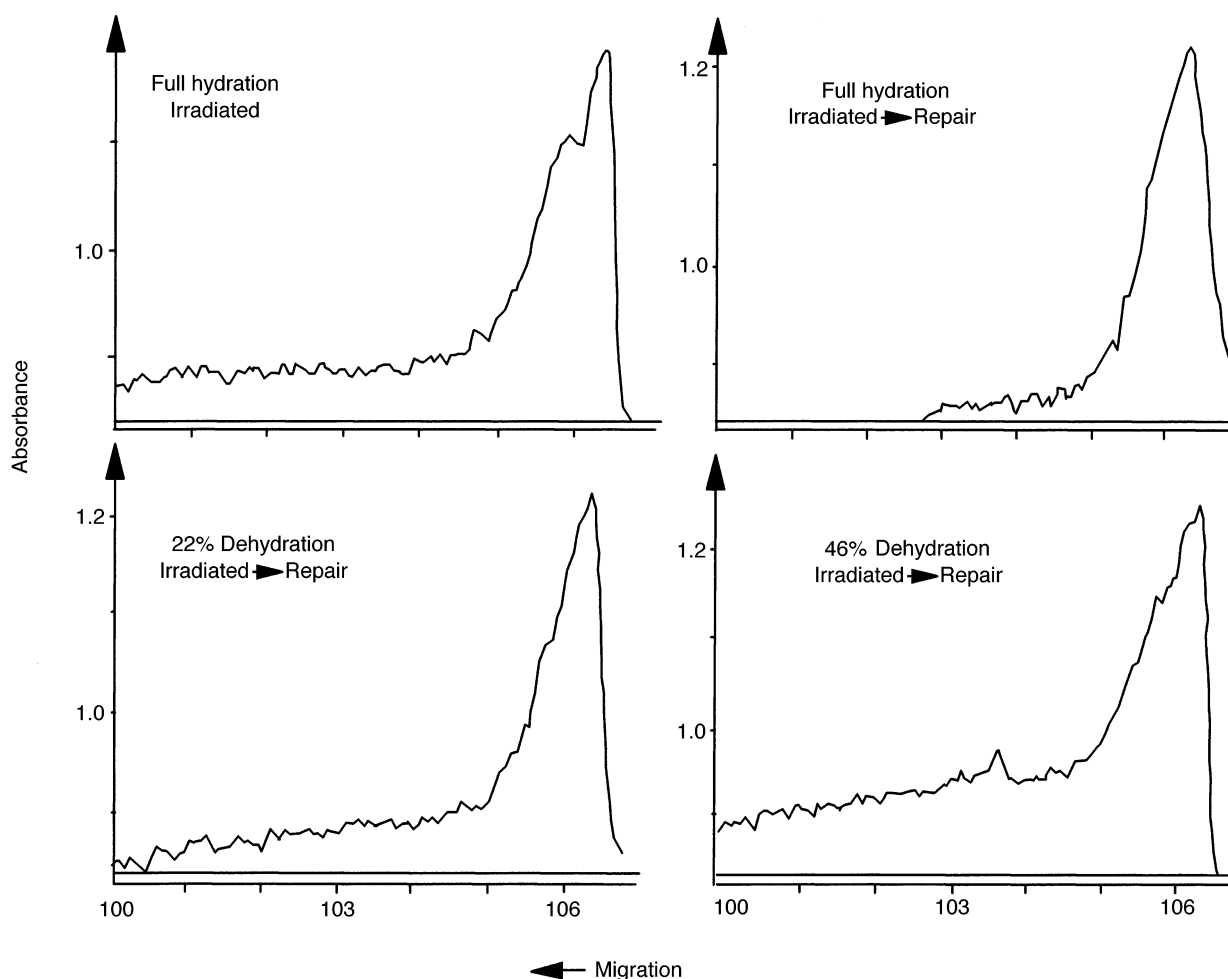 Absorbance
Full hydration
Irradiated
1.0
Full hydration
Irradiated Repair
1.2
1.0
22% Dehydration
Irradiated Repair
1.2
1.0
100
103
106
46% Dehydration
Irradiated Repair
1.2
1.0
100
103
106
Migration